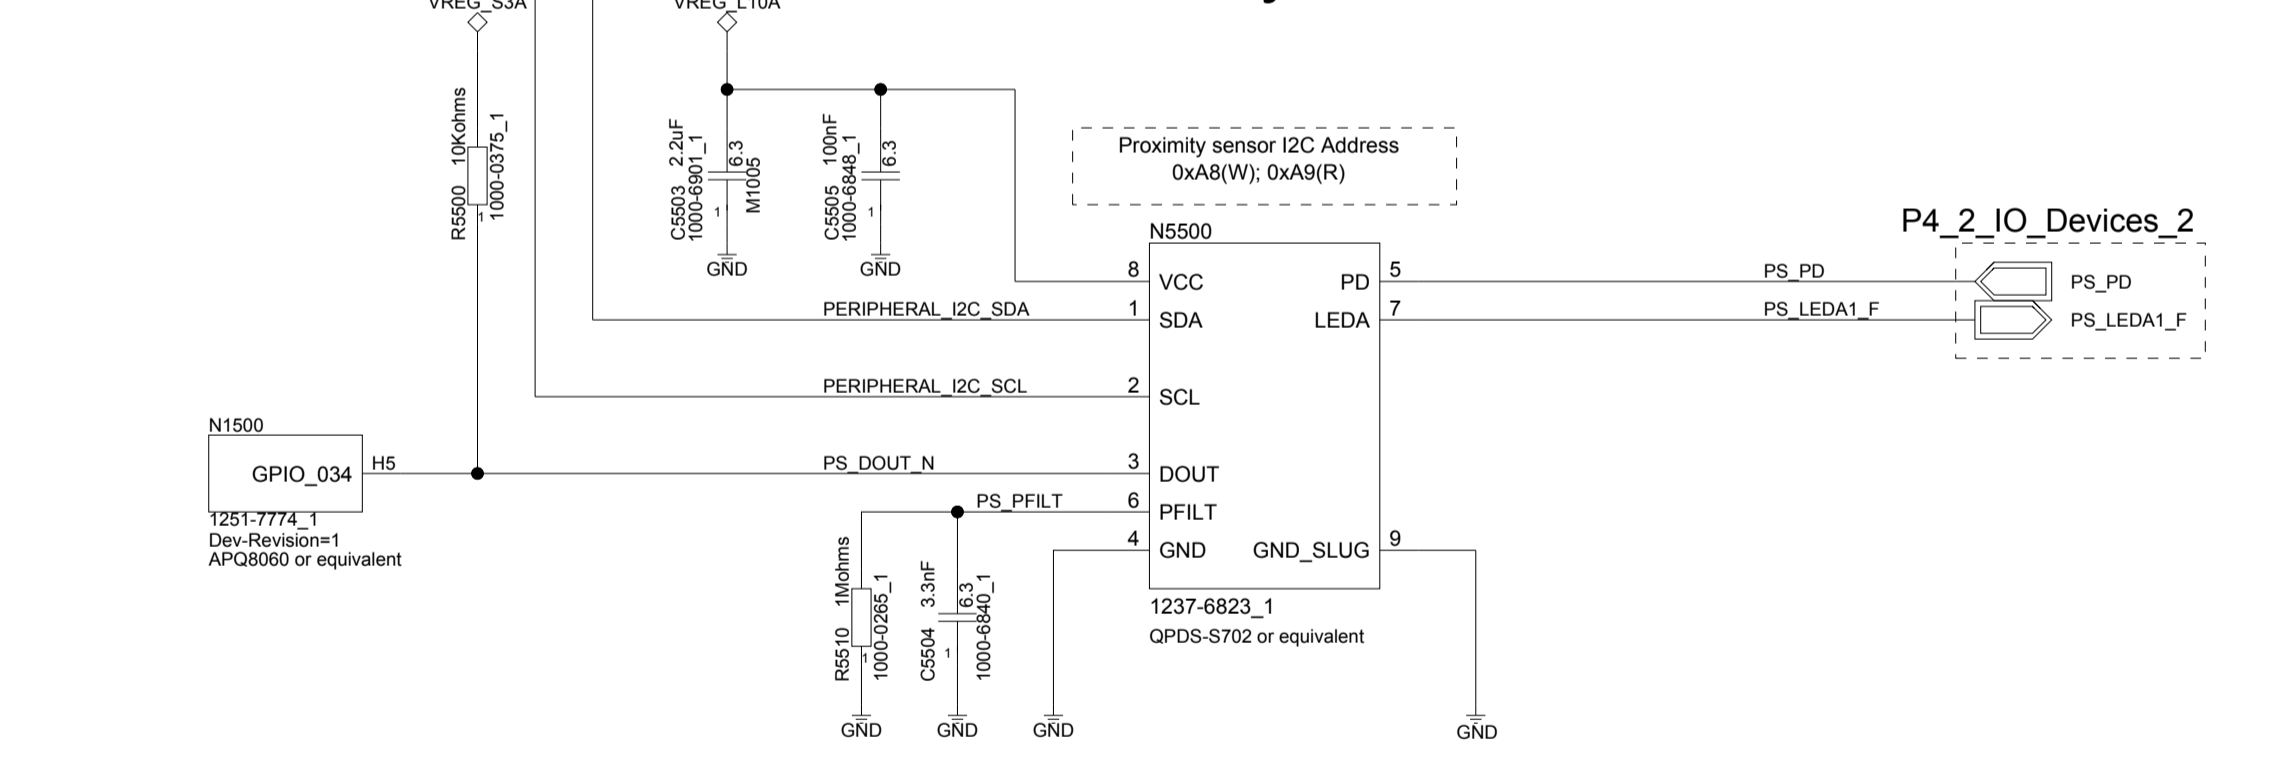 VREG_S3A
VREG_L10A
R5500 10Kohms
1000-0375_1
1
C5503 2.2uF
1000-6901_1
6.3
M1005
1
GND
C5505 100nF
1000-6848_1
6.3
1
GND
Proximity sensor I2C Address
0xA8(W); 0xA9(R)
P4_2_IO_Devices_2
N5500
8 VCC
PERIPHERAL_I2C_SDA 1 SDA
PERIPHERAL_I2C_SCL 2 SCL
PS_DOUT_N 3 DOUT
PS_PFILT 6 PFILT
4 GND
PD 5 PS_PD PS_PD
LEDA 7 PS_LEDA1_F PS_LEDA1_F
GND_SLUG 9
1237-6823_1
QPDS-S702 or equivalent
N1500
GPIO_034 H5
1251-7774_1
Dev-Revision=1
APQ8060 or equivalent
R5510 1Mohms
1000-0265_1
1
C5504 3.3nF
6.3
1000-6840_1
1
GND
GND
GND
GND